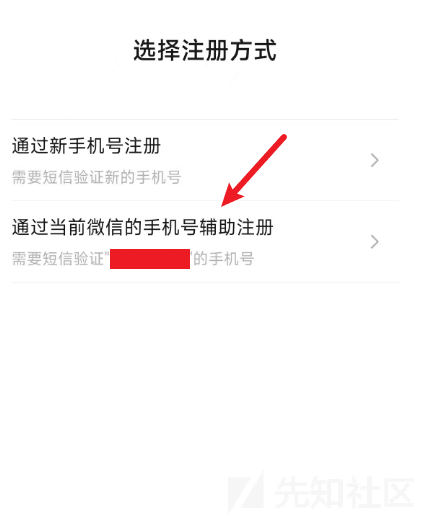 选择注册方式
通过新手机号注册
需要短信验证新的手机号
通过当前微信的手机号辅助注册
需要短信验证" "的手机号
先知社区